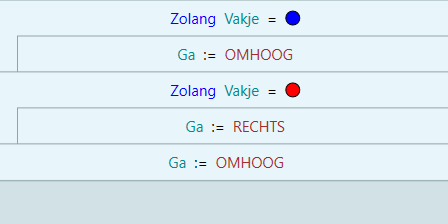 Zolang Vakje =
Ga := OMHOOG
Zolang Vakje =
Ga := RECHTS
Ga := OMHOOG